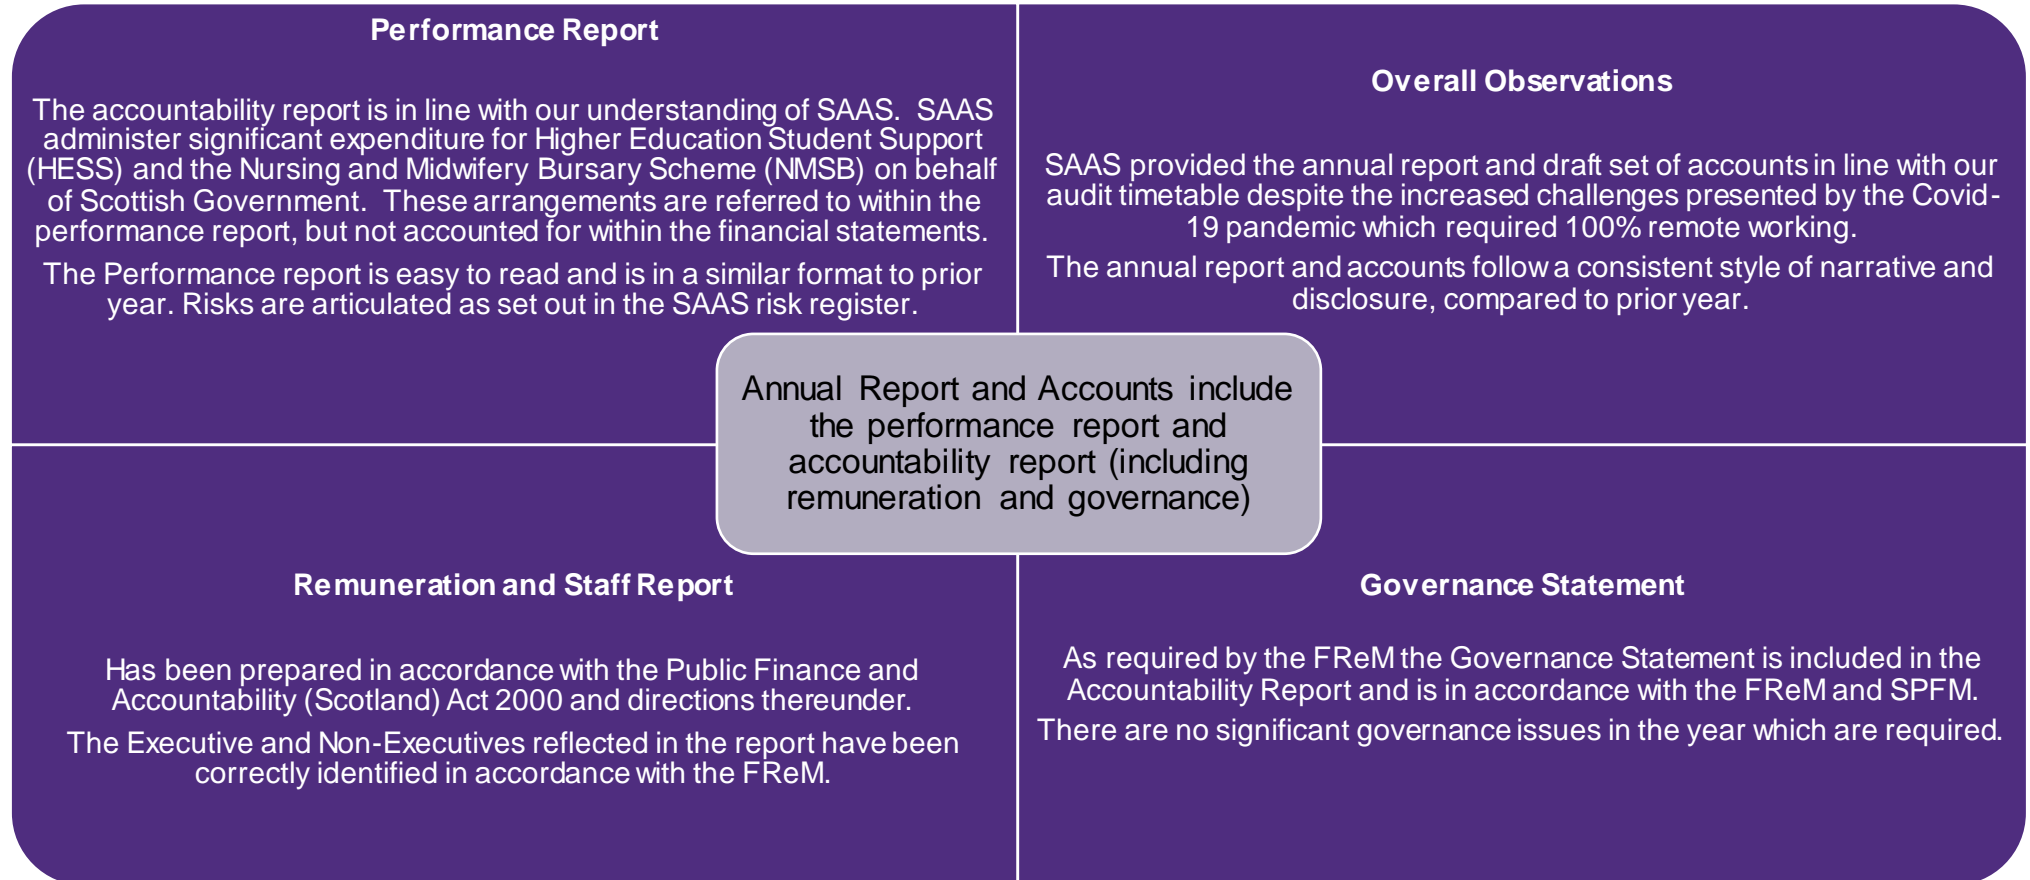 Performance Report
The accountability report is in line with our understanding of SAAS.  SAAS
administer significant expenditure for Higher Education Student Support
(HESS) and the Nursing and Midwifery Bursary Scheme (NMSB) on behalf
of Scottish Government.  These arrangements are referred to within the
performance report, but not accounted for within the financial statements.
The Performance report is easy to read and is in a similar format to prior
year. Risks are articulated as set out in the SAAS risk register.
Overall Observations
SAAS provided the annual report and draft set of accounts in line with our
audit timetable despite the increased challenges presented by the Covid-
19 pandemic which required 100% remote working.
The annual report and accounts follow a consistent style of narrative and
disclosure, compared to prior year.
Annual Report and Accounts include
the performance report and
accountability report (including
remuneration and governance)
Remuneration and Staff Report
Has been prepared in accordance with the Public Finance and
Accountability (Scotland) Act 2000 and directions thereunder.
The Executive and Non-Executives reflected in the report have been
correctly identified in accordance with the FReM.
Governance Statement
As required by the FReM the Governance Statement is included in the
Accountability Report and is in accordance with the FReM and SPFM.
There are no significant governance issues in the year which are required.